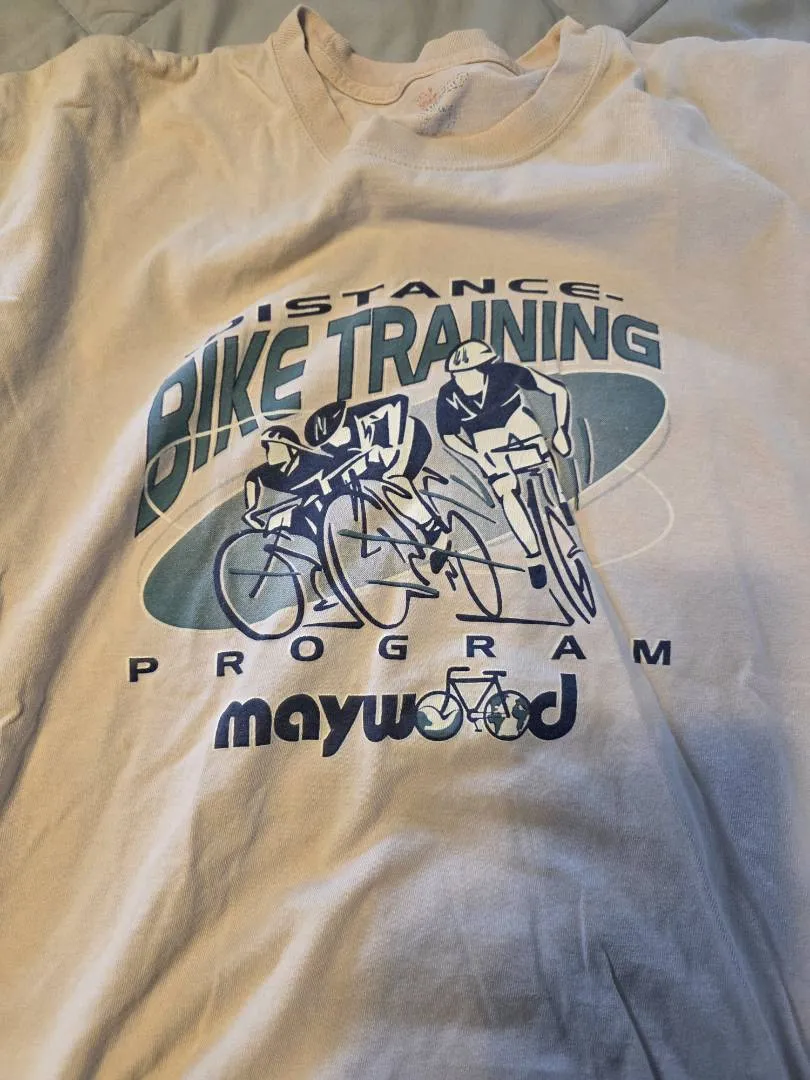 DISTANCE-
BIKE TRAINING
PROGRAM
maywood